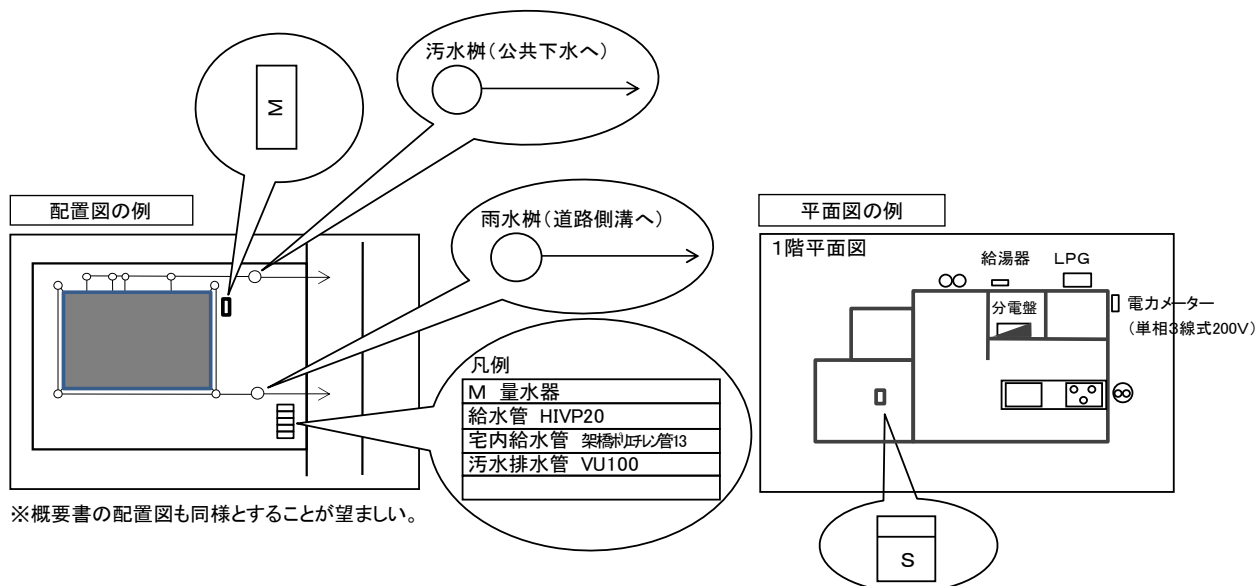 汚水桝(公共下水へ)
M
配置図の例
雨水桝(道路側溝へ)
平面図の例
1階平面図
給湯器 LPG
分電盤
電力メーター
(単相3線式200V)
凡例
M 量水器
給水管 HIVP20
宅内給水管 架橋ポリエチレン管13
汚水排水管 VU100
※概要書の配置図も同様とすることが望ましい。
S